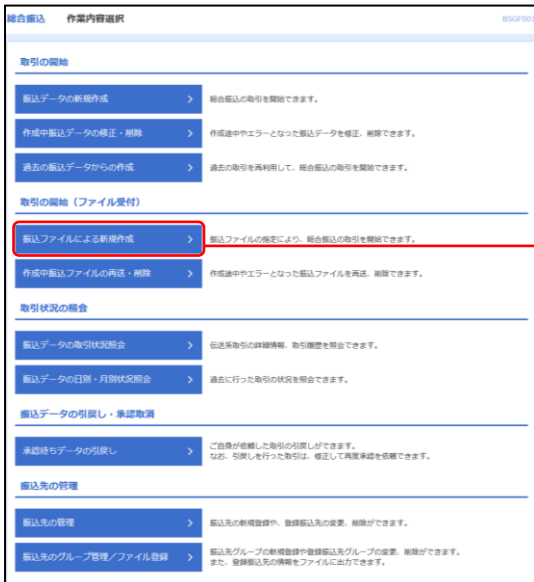 総合振込 作業内容選択 BSGF001
取引の開始
振込データの新規作成 > 総合振込の取引を開始できます。
作成中振込データの修正・削除 > 作成途中やエラーとなった振込データを修正、削除できます。
過去の振込データからの作成 > 過去の取引を再利用して、総合振込の取引を開始できます。
取引の開始（ファイル受付）
振込ファイルによる新規作成 > 振込ファイルの指定により、総合振込の取引を開始できます。
作成中振込ファイルの再送・削除 > 作成途中やエラーとなった振込ファイルを再送、削除できます。
取引状況の照会
振込データの取引状況照会 > 伝送系取引の詳細情報、取引履歴を照会できます。
振込データの日別・月別状況照会 > 過去に行った取引の状況を照会できます。
振込データの引戻し・承認取消
承認待ちデータの引戻し > ご自身が依頼した取引の引戻しができます。
なお、引戻しを行った取引は、修正して再度承認を依頼できます。
振込先の管理
振込先の管理 > 振込先の新規登録や、登録振込先の変更、削除ができます。
振込先のグループ管理／ファイル登録 > 振込先グループの新規登録や登録振込先グループの変更、削除ができます。
また、登録振込先の情報をファイルに出力できます。